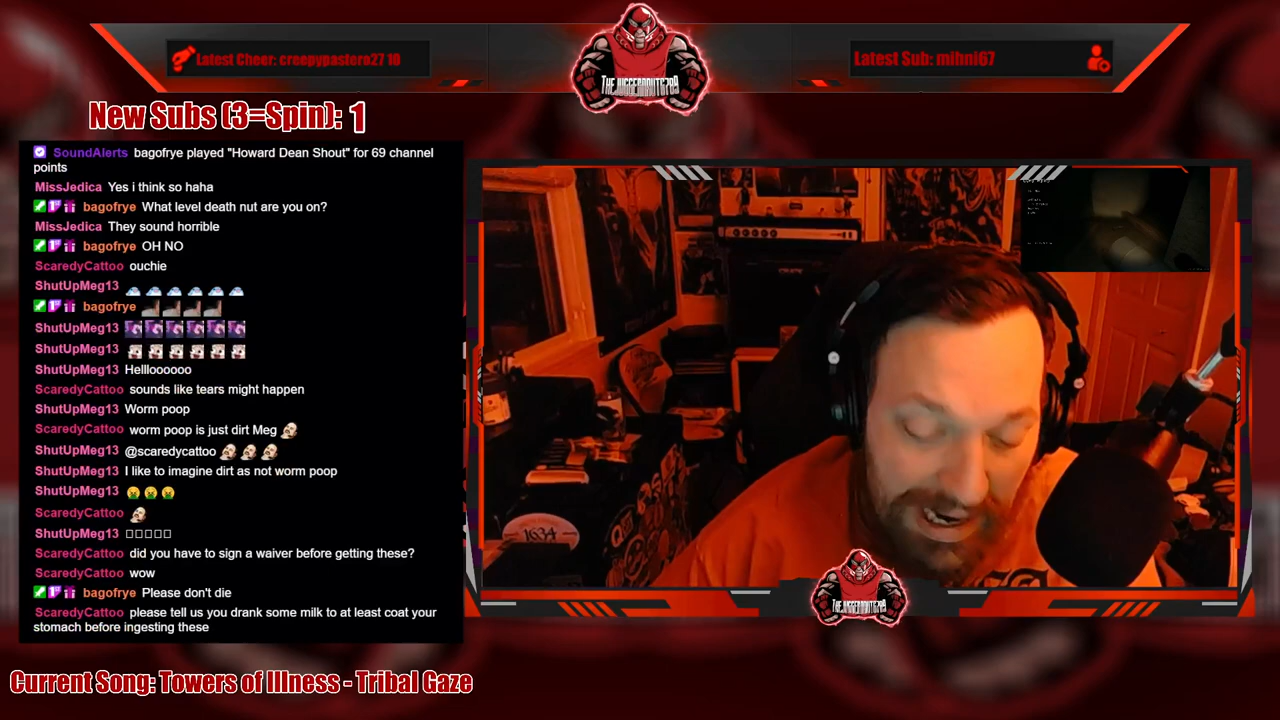 Latest Cheer: creepypastero27 10
THEJUGGERNAUT6789
Latest Sub: mihni67
New Subs (3=Spin): 1
SoundAlerts bagofrye played "Howard Dean Shout" for 69 channel
points
MissJedica Yes i think so haha
bagofrye What level death nut are you on?
MissJedica They sound horrible
bagofrye OH NO
ScaredyCattoo ouchie
ShutUpMeg13
bagofrye
ShutUpMeg13
ShutUpMeg13
ShutUpMeg13 Hellloooooo
ScaredyCattoo sounds like tears might happen
ShutUpMeg13 Worm poop
ScaredyCattoo worm poop is just dirt Meg
ShutUpMeg13 @scaredycattoo
ShutUpMeg13 I like to imagine dirt as not worm poop
ShutUpMeg13
ScaredyCattoo
ShutUpMeg13
ScaredyCattoo did you have to sign a waiver before getting these?
ScaredyCattoo wow
bagofrye Please don't die
ScaredyCattoo please tell us you drank some milk to at least coat your
stomach before ingesting these
1634
THEJUGGERNAUT6789
Current Song: Towers of Illness - Tribal Gaze